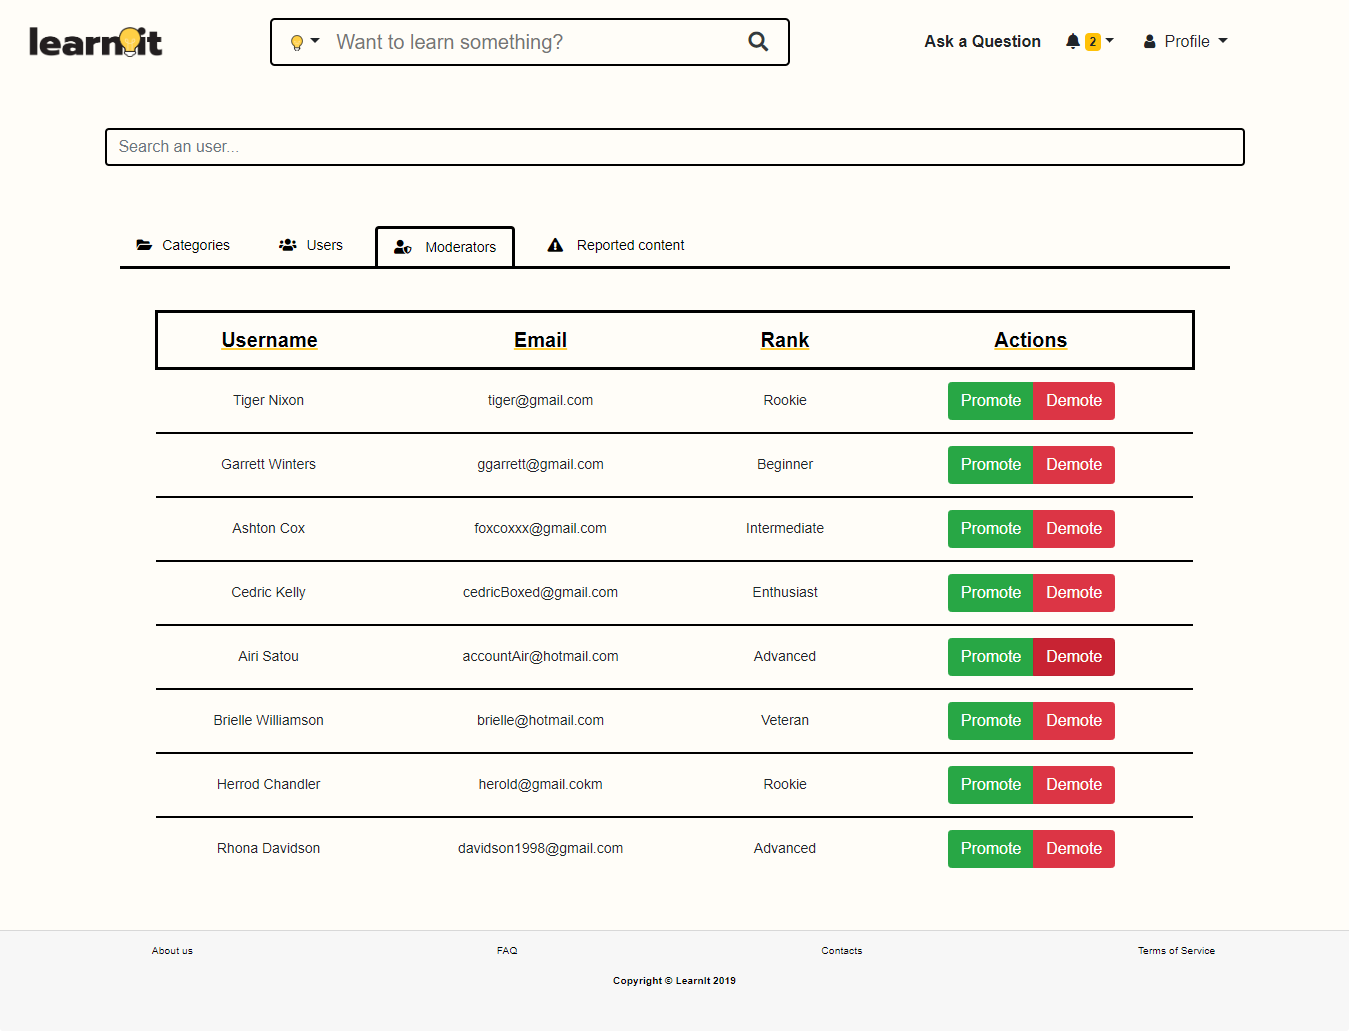 learnit Want to learn something? Ask a Question 2 Profile
Search an user...
Categories Users Moderators Reported content
Username Email Rank Actions
Tiger Nixon tiger@gmail.com Rookie Promote Demote
Garrett Winters ggarrett@gmail.com Beginner Promote Demote
Ashton Cox foxcoxxx@gmail.com Intermediate Promote Demote
Cedric Kelly cedricBoxed@gmail.com Enthusiast Promote Demote
Airi Satou accountAir@hotmail.com Advanced Promote Demote
Brielle Williamson brielle@hotmail.com Veteran Promote Demote
Herrod Chandler herold@gmail.cokm Rookie Promote Demote
Rhona Davidson davidson1998@gmail.com Advanced Promote Demote
About us FAQ Contacts Terms of Service
Copyright © LearnIt 2019